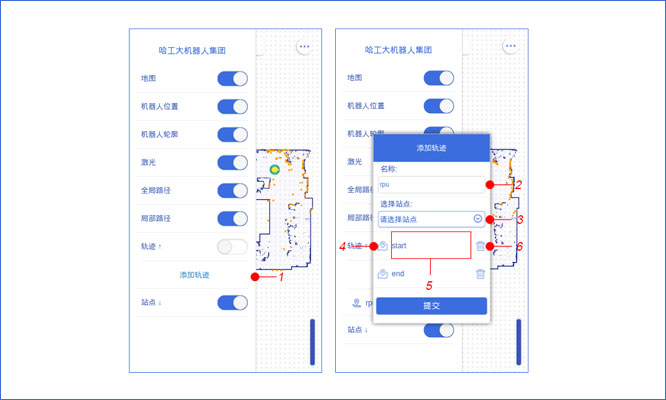 哈工大机器人集团
地图
机器人位置
机器人轮廓
激光
全局路径
局部路径
轨迹 ↑
添加轨迹
1
站点 ↓
哈工大机器人集团
地图
机器人位置
机器人轮廓
激光
全局路径
局部路径
轨迹 ↑
添加轨迹
名称:
rpu
2
选择站点:
请选择站点
3
4
start
6
5
end
rp
提交
站点 ↓